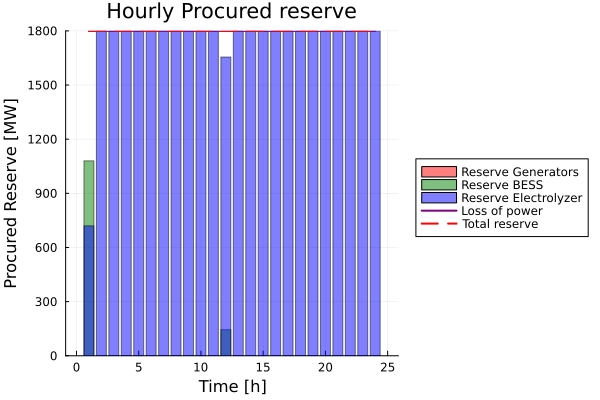 Hourly Procured reserve
Procured Reserve [MW]
1800
1500
1200
900
600
300
0
0 5 10 15 20 25
Time [h]
Reserve Generators
Reserve BESS
Reserve Electrolyzer
Loss of power
Total reserve